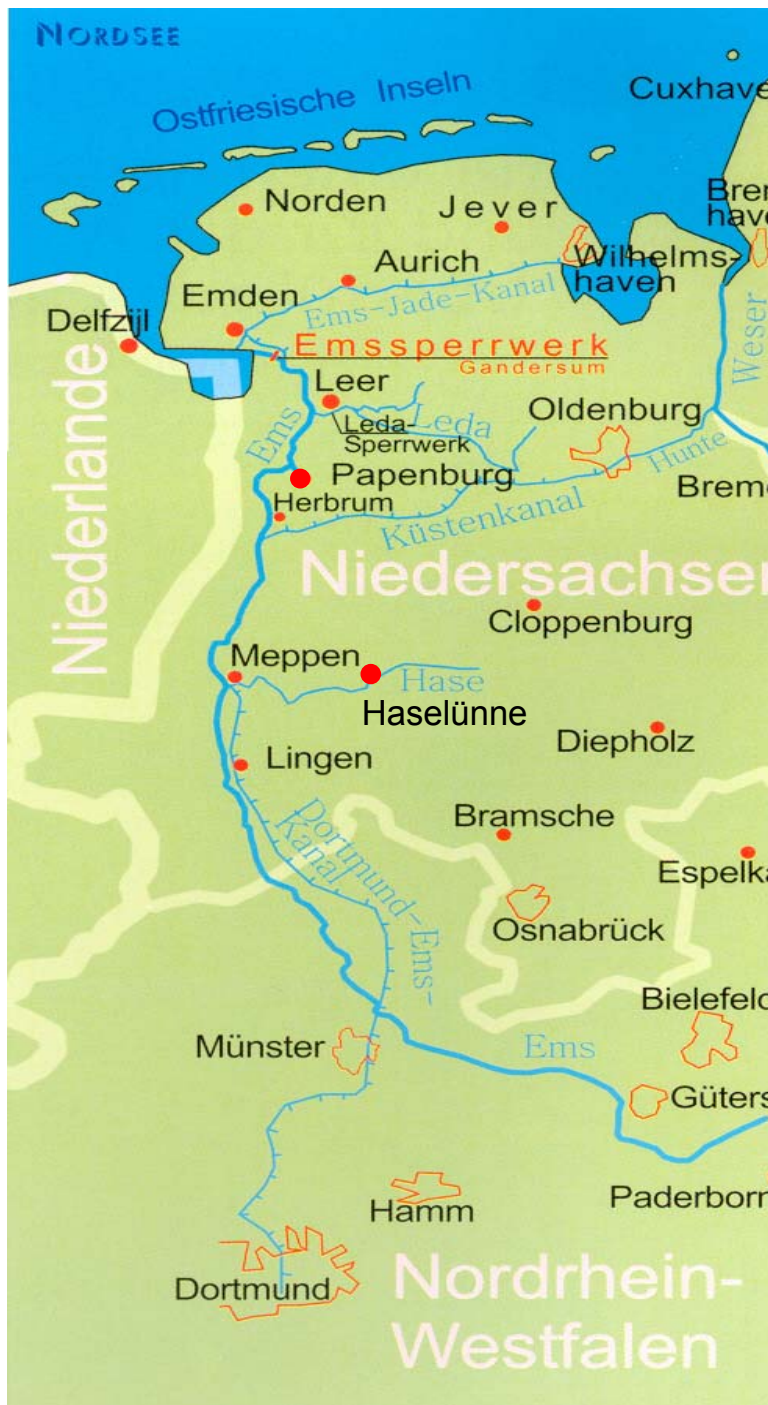 NORDSEE
Ostfriesische Inseln
Cuxhave
Norden
Jever
Brem
have
Aurich
Wilhelms-
haven
Emden
Ems-Jade-Kanal
Delfzijl
Emssperrwerk
Gandersum
Weser
Leer
Oldenburg
Leda-
Sperrwerk
Leda
Ems
Papenburg
Hunte
Herbrum
Breme
Küstenkanal
Niederlande
Niedersachsen
Cloppenburg
Meppen
Hase
Haselünne
Diepholz
Lingen
Dortmund-Ems-
Kanal
Bramsche
Espelka
Osnabrück
Bielefeld
Münster
Ems
Güters
Hamm
Paderborn
Dortmund
Nordrhein-
Westfalen